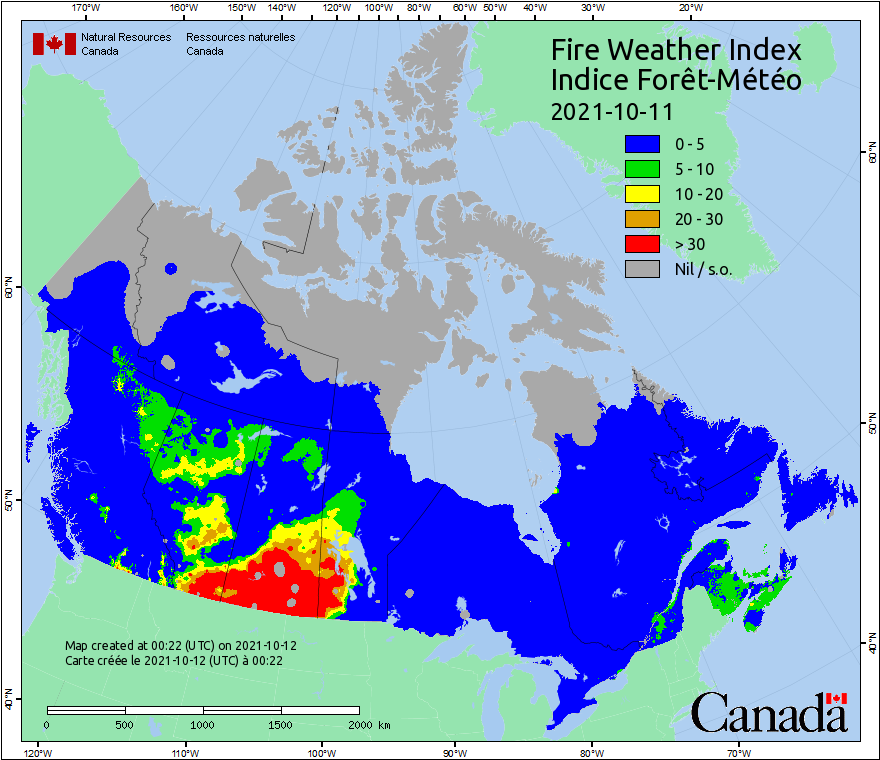 170°W 160°W 150°W 140°W 130°W 120°W 110°W 100°W 90°W 80°W 70°W 60°W 50°W 40°W 30°W 20°W
Natural Resources Canada
Ressources naturelles Canada
Fire Weather Index
Indice Forêt-Météo
2021-10-11
0 - 5
5 - 10
10 - 20
20 - 30
> 30
Nil / s.o.
60°N
50°N
40°N
60°N
50°N
40°N
Map created at 00:22 (UTC) on 2021-10-12
Carte créée le 2021-10-12 (UTC) à 00:22
0 500 1000 1500 2000 km
Canada
120°W 110°W 100°W 90°W 80°W 70°W